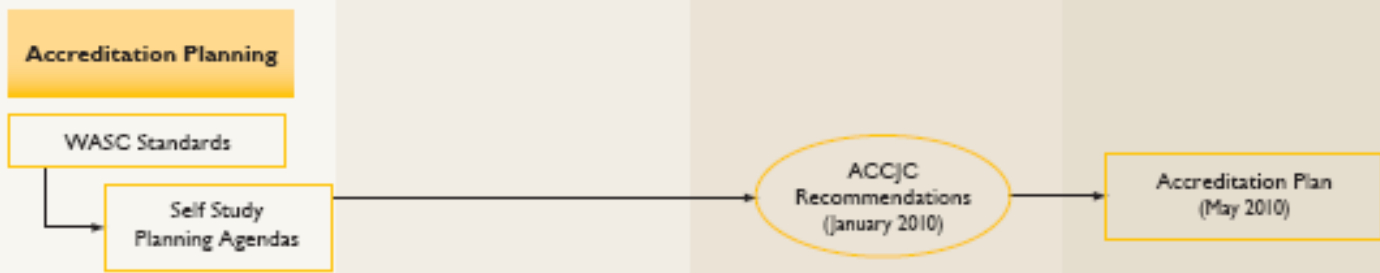 Accreditation Planning
WASC Standards
Self Study
Planning Agendas
ACCJC
Recommendations
(January 2010)
Accreditation Plan
(May 2010)